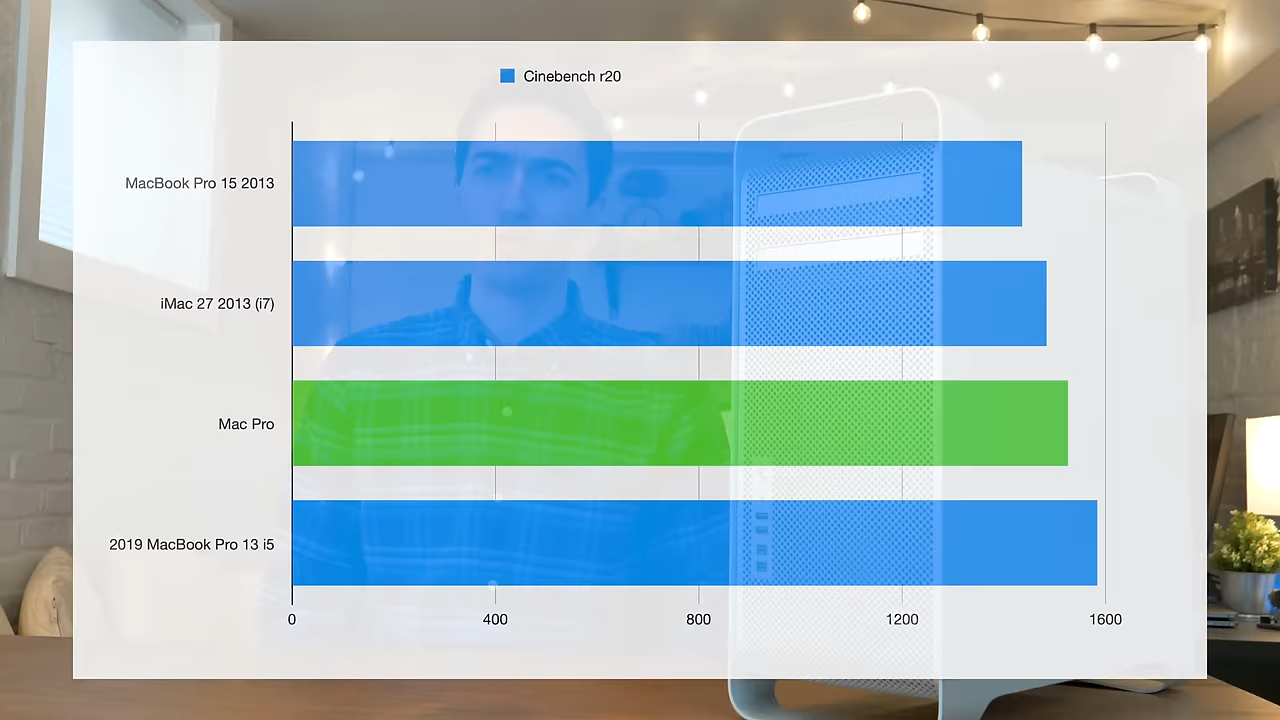 Cinebench r20
MacBook Pro 15 2013
iMac 27 2013 (i7)
Mac Pro
2019 MacBook Pro 13 i5
0 400 800 1200 1600